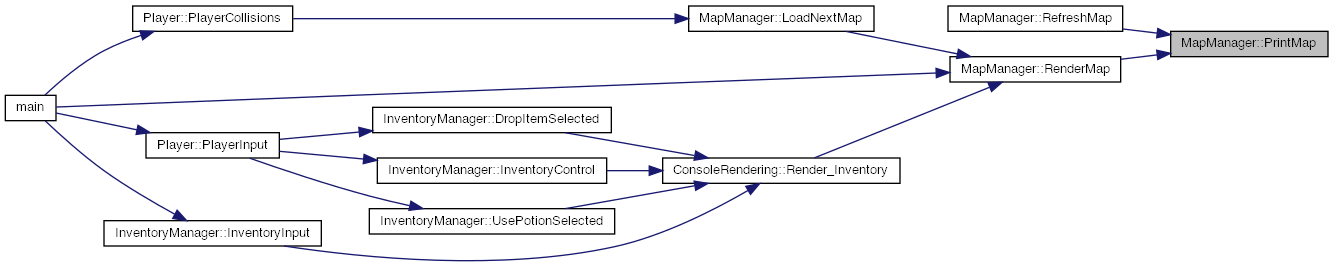 Player::PlayerCollisions
MapManager::LoadNextMap
MapManager::RefreshMap
MapManager::PrintMap
MapManager::RenderMap
main
InventoryManager::DropItemSelected
Player::PlayerInput
InventoryManager::InventoryControl
ConsoleRendering::Render_Inventory
InventoryManager::UsePotionSelected
InventoryManager::InventoryInput